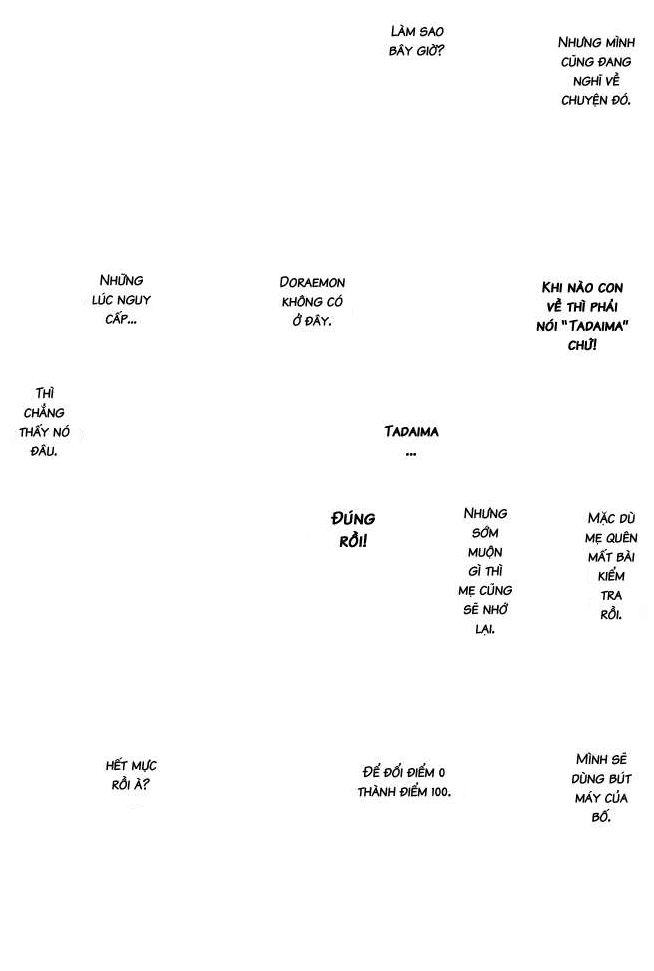 NHƯNG MÌNH
CŨNG ĐANG
NGHĨ VỀ
CHUYỆN ĐÓ.
LÀM SAO
BÂY GIỜ?
KHI NÀO CON
VỀ THÌ PHẢI
NÓI “TADAIMA”
CHỨ!
DORAEMON
KHÔNG CÓ
Ở ĐÂY.
NHỮNG
LÚC NGUY
CẤP...
THÌ
CHẲNG
THẤY NÓ
ĐÂU.
TADAIMA
...
MẶC DÙ
MẸ QUÊN
MẤT BÀI
KIỂM
TRA
RỒI.
NHƯNG
SỚM
MUỘN
GÌ THÌ
MẸ CŨNG
SẼ NHỚ
LẠI.
ĐÚNG
RỒI!
MÌNH SẼ
DÙNG BÚT
MÁY CỦA
BỐ.
ĐỂ ĐỔI ĐIỂM 0
THÀNH ĐIỂM 100.
HẾT MỰC
RỒI À?